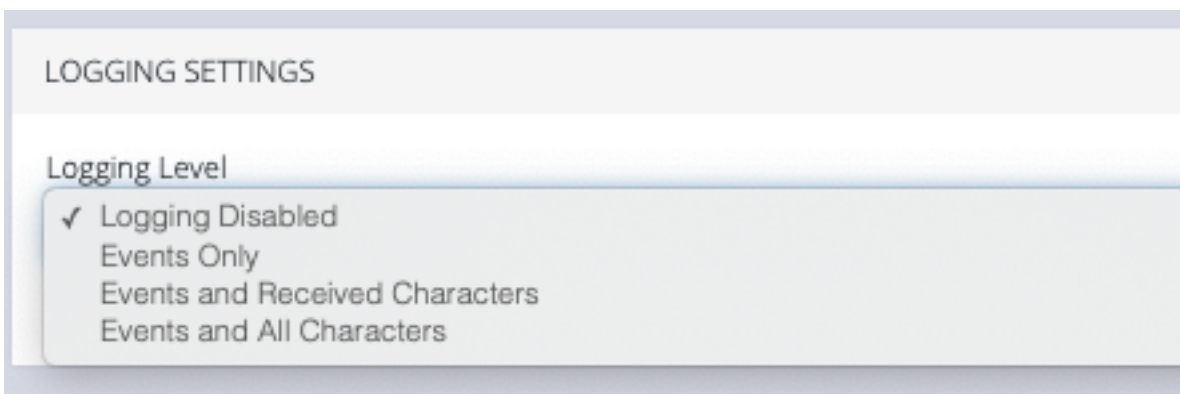 LOGGING SETTINGS
Logging Level
✓ Logging Disabled
Events Only
Events and Received Characters
Events and All Characters